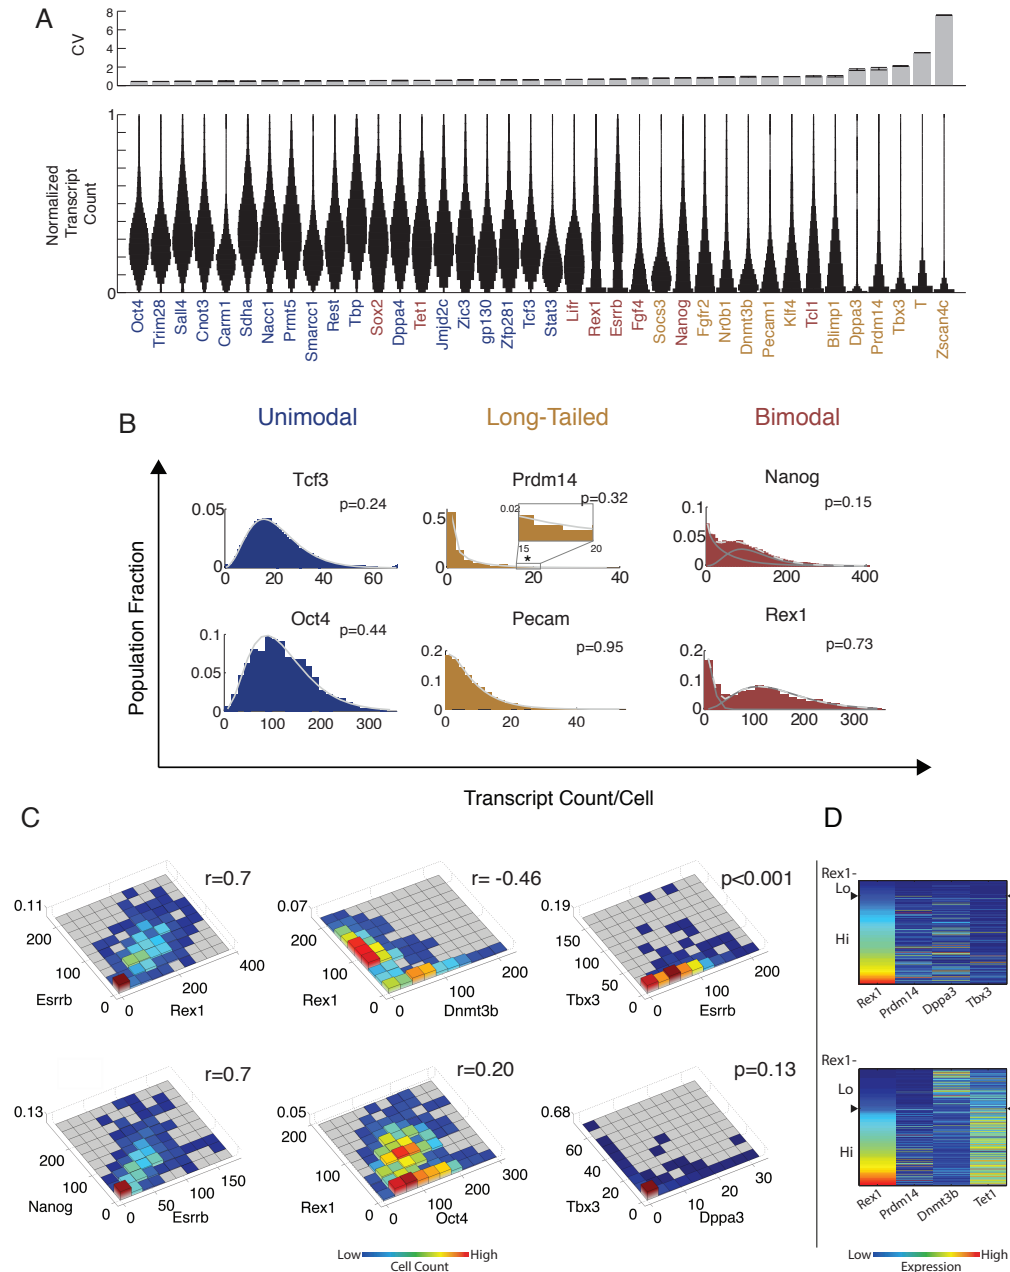 A
CV
8
6
4
2
0
Normalized
Transcript
Count
1
0
Oct4
Trim28
Sall4
Cnot3
Carm1
Sdha
Nacc1
Prmt5
Smarcc1
Rest
Tbp
Sox2
Dppa4
Tet1
Jmjd2c
Zic3
gp130
Zfp281
Tcf3
Stat3
Lifr
Rex1
Esrrb
Fgf4
Socs3
Nanog
Fgfr2
Nr0b1
Dnmt3b
Pecam1
Klf4
Tcl1
Blimp1
Dppa3
Prdm14
Tbx3
T
Zscan4c
B
Unimodal
Long-Tailed
Bimodal
Population Fraction
Tcf3
p=0.24
0.05
0
0 20 40 60
Prdm14
p=0.32
0.5
0
0 20 40
0.02
15 20
*
Nanog
p=0.15
0.1
0.05
0
0 200 400
Oct4
p=0.44
0.1
0.05
0
0 100 200 300
Pecam
p=0.95
0.2
0.1
0
0 20 40
Rex1
p=0.73
0.2
0.1
0
0 100 200 300
Transcript Count/Cell
C
r=0.7
0.11
200
100
0
Esrrb
0
Rex1
400
200
r= -0.46
0.07
200
100
0
Rex1
0
100
200
Dnmt3b
p<0.001
0.19
150
100
50
0
Tbx3
0
100
200
Esrrb
r=0.7
0.13
200
100
0
Nanog
0
50
100
150
Esrrb
r=0.20
0.05
200
100
0
Rex1
0
100
200
300
Oct4
p=0.13
0.68
60
40
20
0
Tbx3
0
10
20
30
Dppa3
Low High
Cell Count
D
Rex1-
Lo
Hi
Rex1
Prdm14
Dppa3
Tbx3
Rex1-
Lo
Hi
Rex1
Prdm14
Dnmt3b
Tet1
Low High
Expression